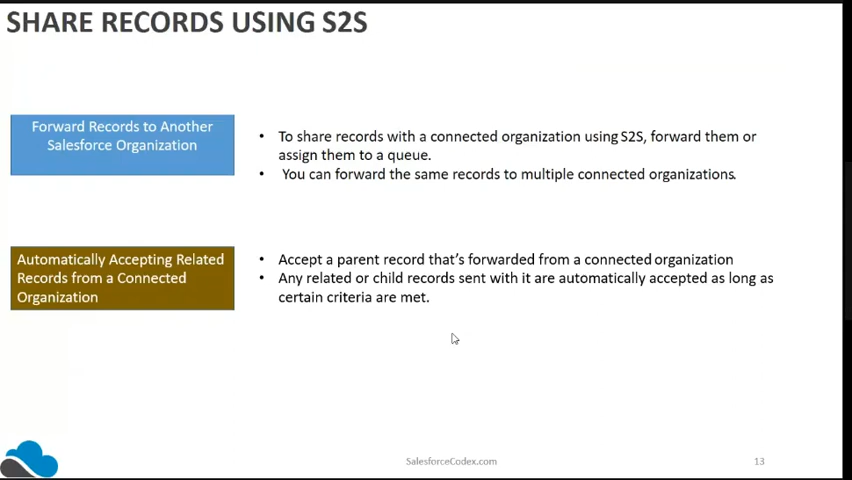 SHARE RECORDS USING S2S
Forward Records to Another
Salesforce Organization
• To share records with a connected organization using S2S, forward them or
assign them to a queue.
• You can forward the same records to multiple connected organizations.
Automatically Accepting Related
Records from a Connected
Organization
• Accept a parent record that's forwarded from a connected organization
• Any related or child records sent with it are automatically accepted as long as
certain criteria are met.
SalesforceCodex.com
13